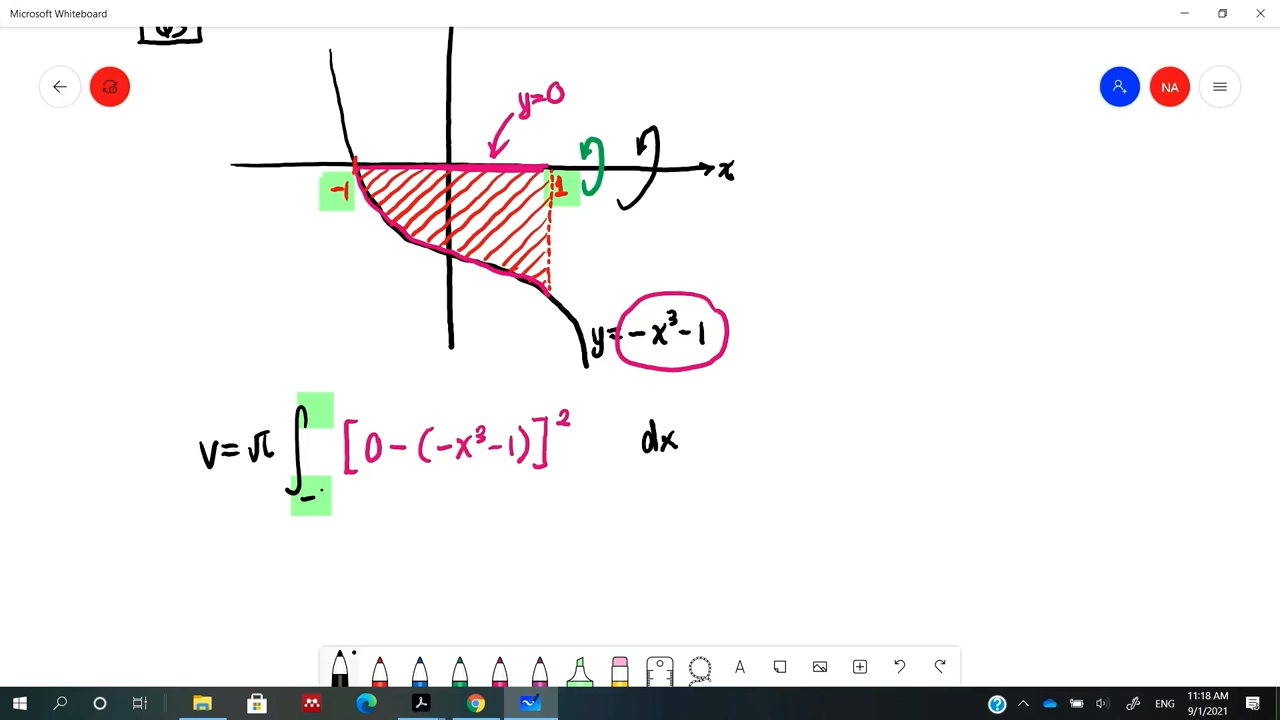 Microsoft Whiteboard
y=0
NA
x
-1
1
y=-x³-1
V=π∫ [0-(-x³-1)]² dx
-
A
11:18 AM
ENG
9/1/2021